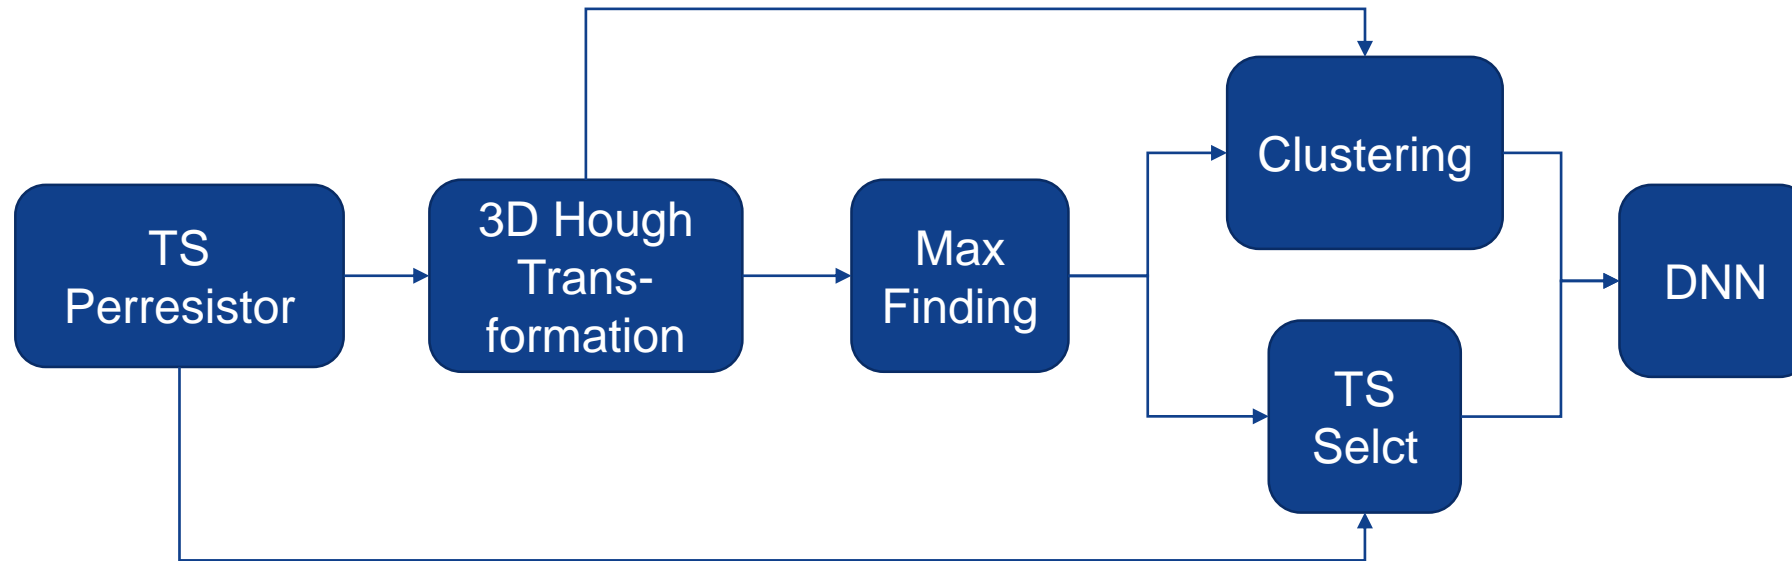 TS
Perresistor
3D Hough
Trans-
formation
Max
Finding
Clustering
TS
Selct
DNN